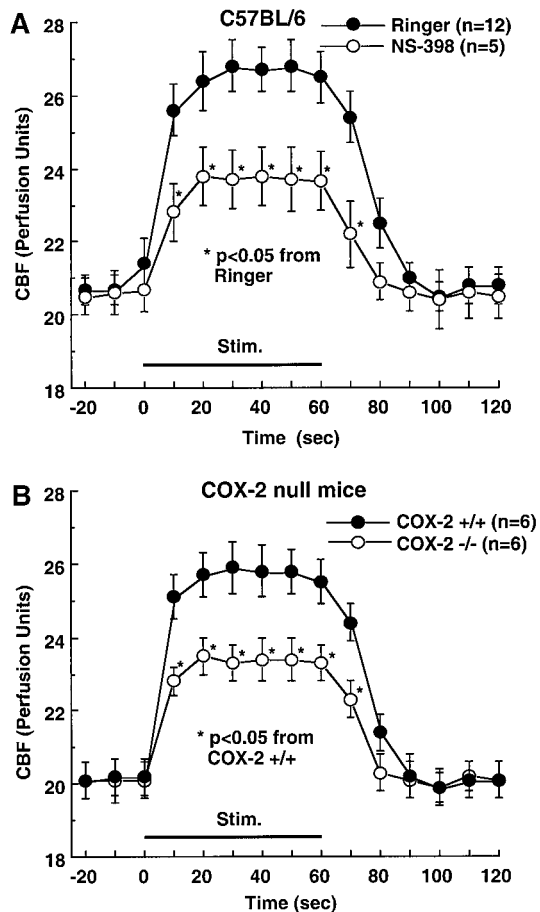 A
C57BL/6
Ringer (n=12)
NS-398 (n=5)
28
26
24
22
20
18
CBF (Perfusion Units)
*
*
*
*
*
*
*
* p<0.05 from
Ringer
Stim.
-20
0
20
40
60
80
100
120
Time (sec)
B
COX-2 null mice
COX-2 +/+ (n=6)
COX-2 -/- (n=6)
28
26
24
22
20
18
CBF (Perfusion Units)
*
*
*
*
*
*
*
* p<0.05 from
COX-2 +/+
Stim.
-20
0
20
40
60
80
100
120
Time (sec)